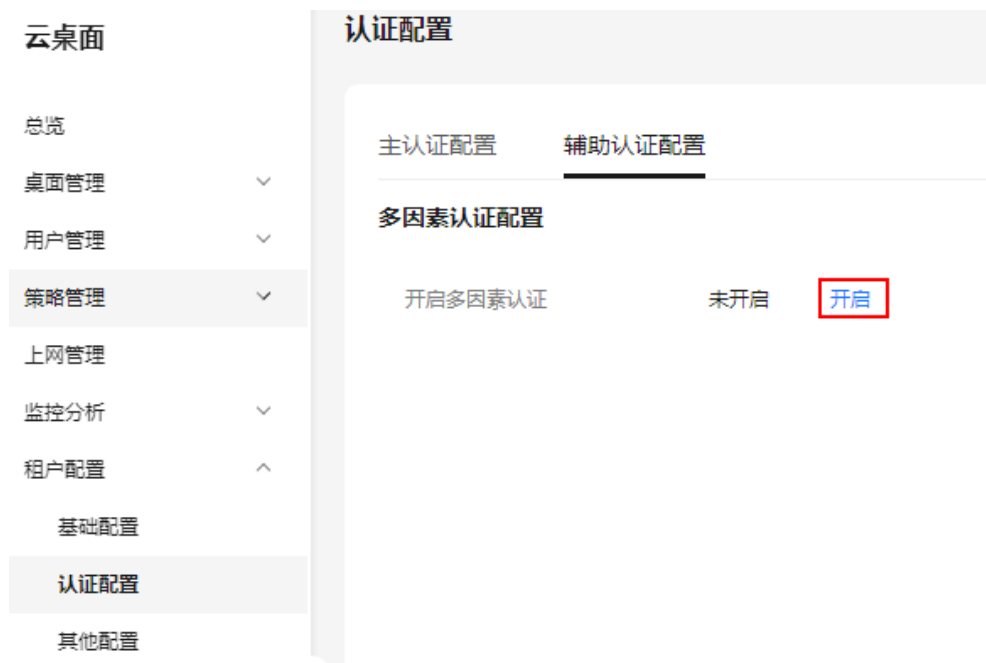 云桌面
总览
桌面管理
用户管理
策略管理
上网管理
监控分析
租户配置
基础配置
认证配置
其他配置
认证配置
主认证配置 辅助认证配置
多因素认证配置
开启多因素认证 未开启 开启